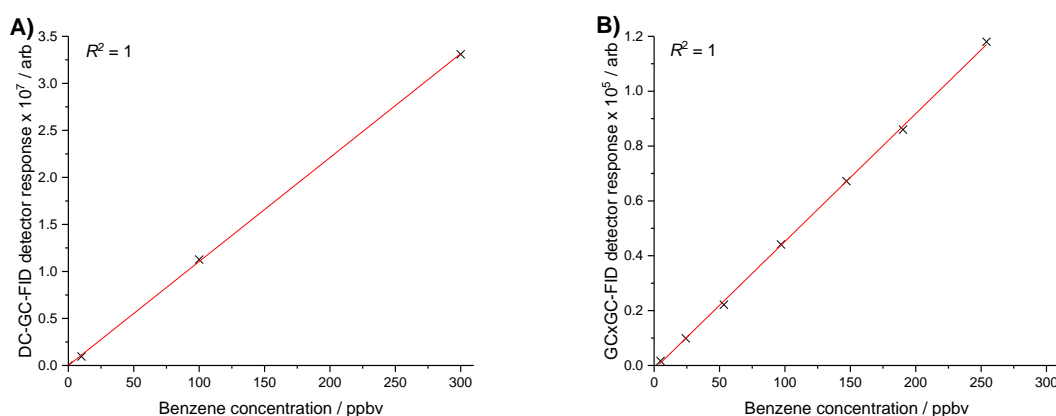 A)
R² = 1
DC-GC-FID detector response x 10⁷ / arb
3.5
3.0
2.5
2.0
1.5
1.0
0.5
0.0
0 50 100 150 200 250 300
Benzene concentration / ppbv
B)
R² = 1
GCxGC-FID detector response x 10⁵ / arb
1.2
1.0
0.8
0.6
0.4
0.2
0.0
0 50 100 150 200 250 300
Benzene concentration / ppbv